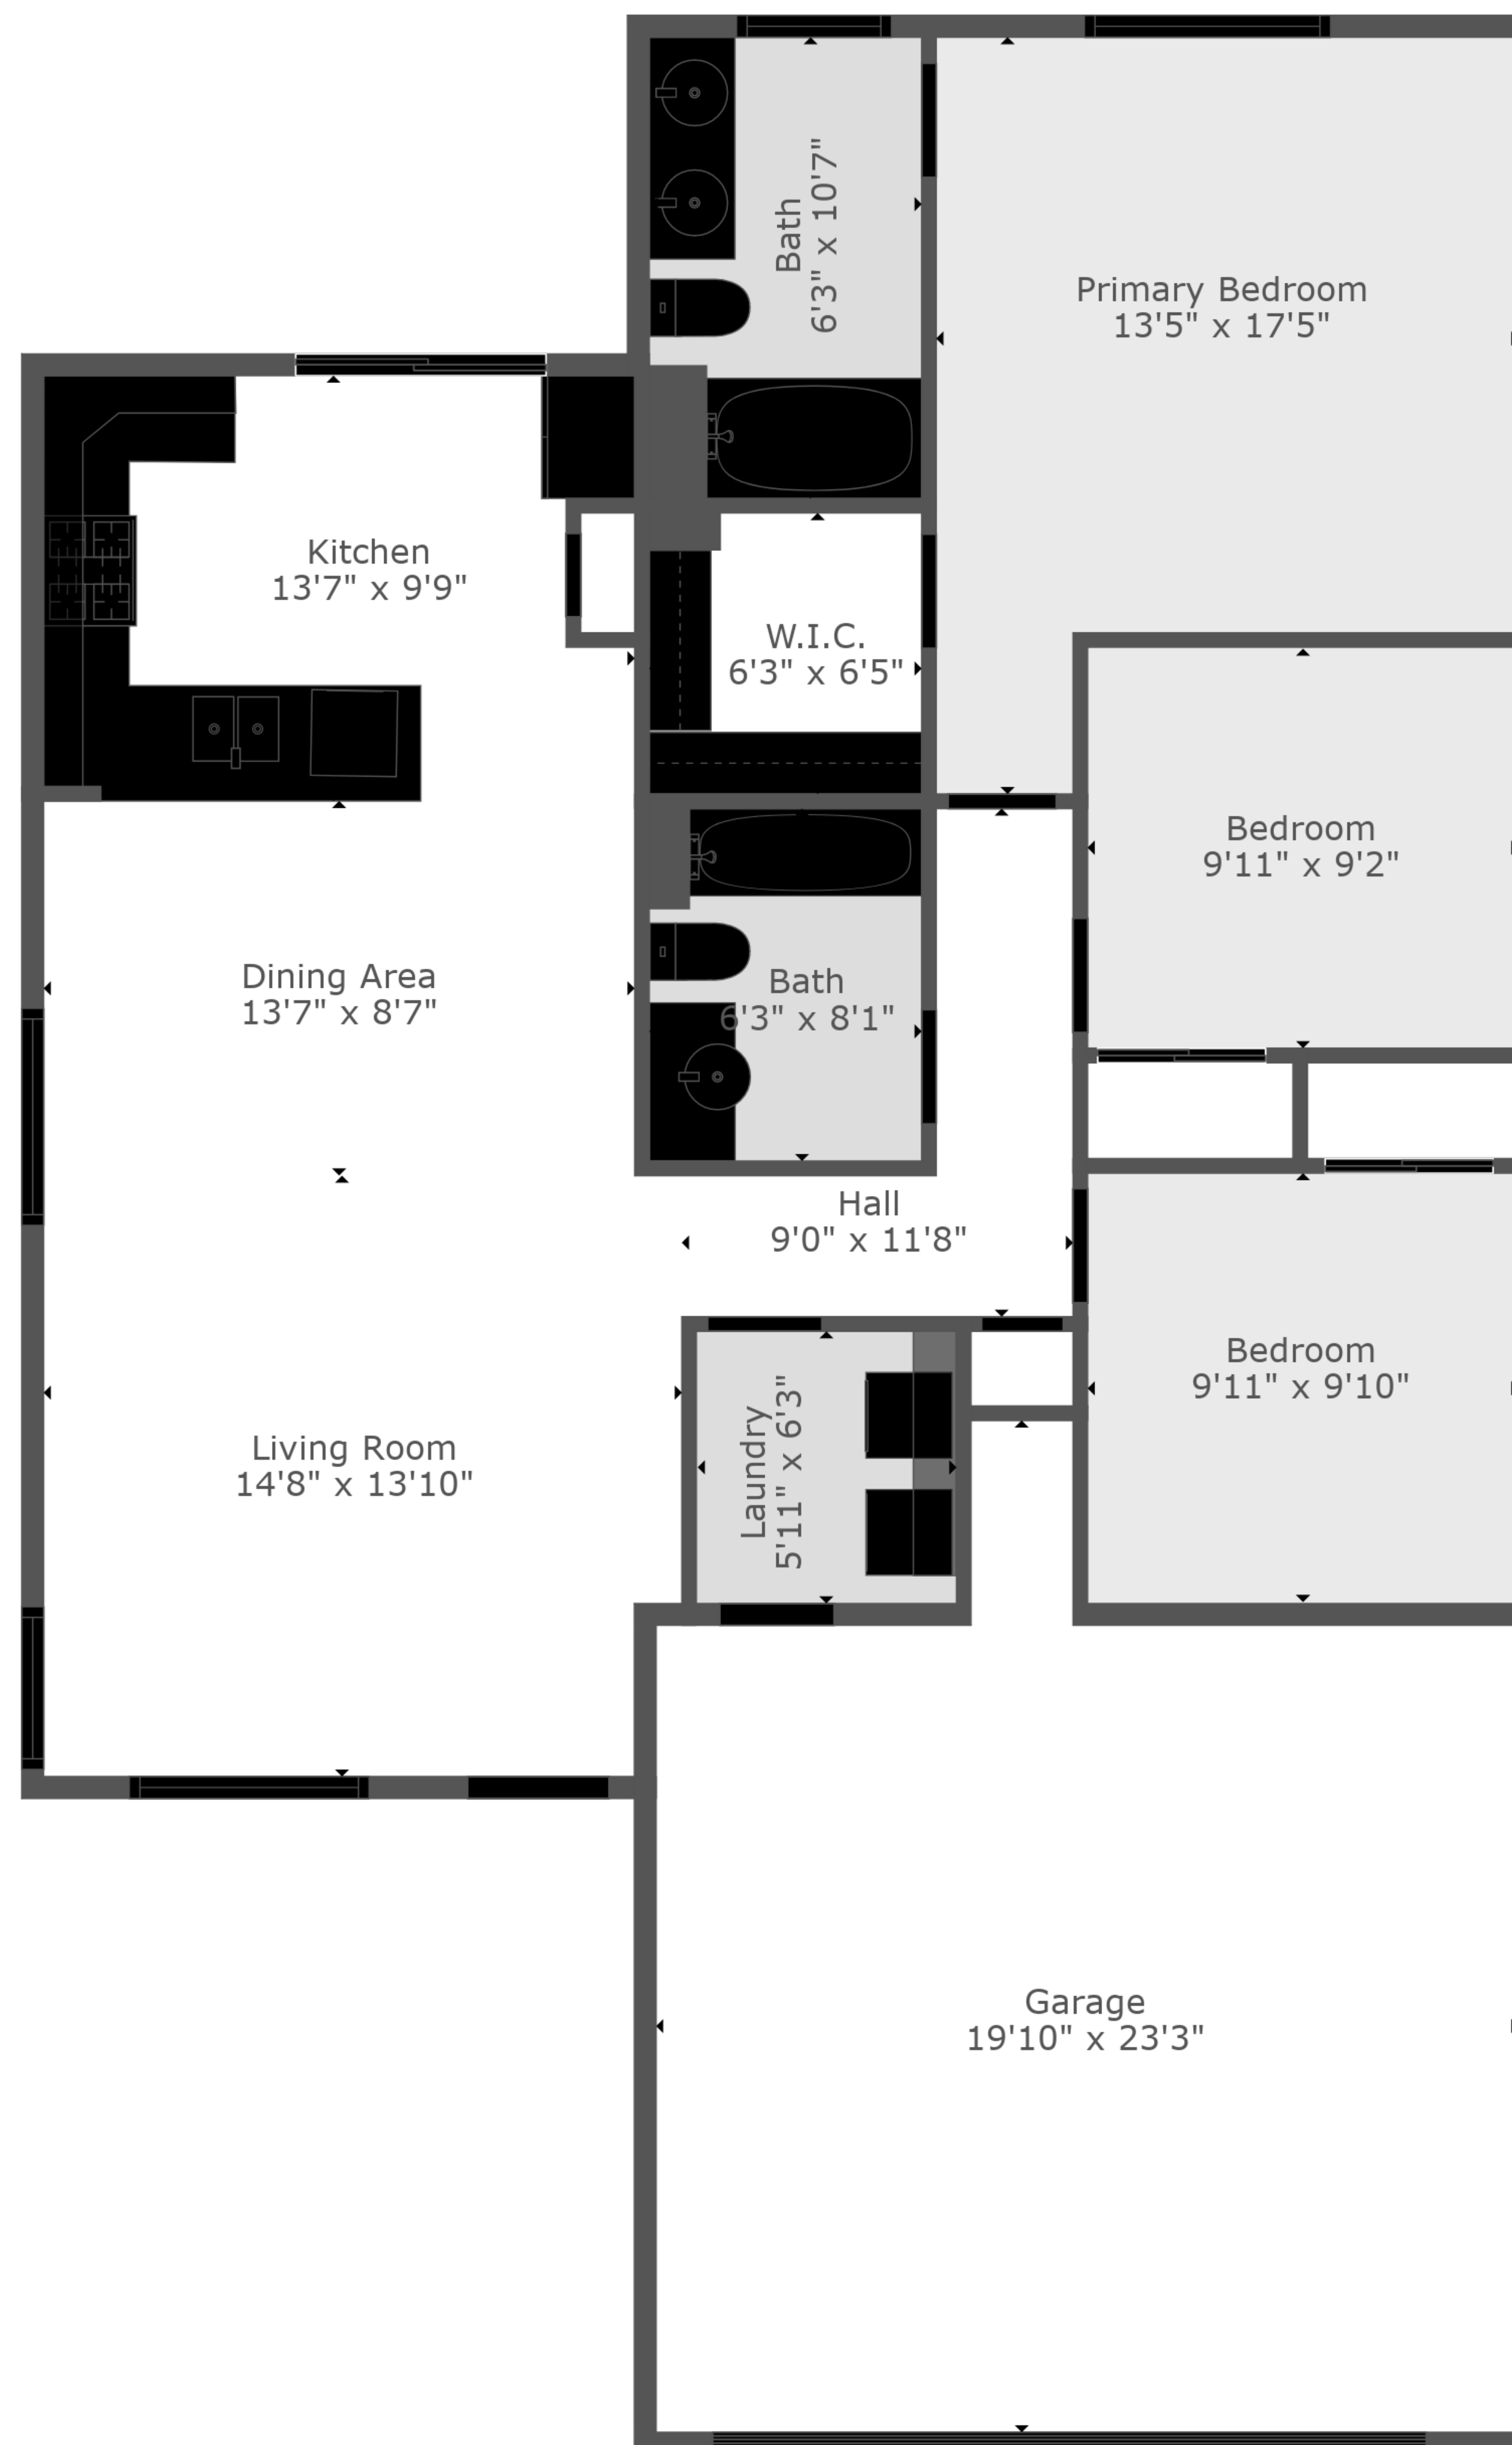 Bath
6'3" x 10'7"
Primary Bedroom
13'5" x 17'5"
Kitchen
13'7" x 9'9"
W.I.C.
6'3" x 6'5"
Bedroom
9'11" x 9'2"
Dining Area
13'7" x 8'7"
Bath
6'3" x 8'1"
Hall
9'0" x 11'8"
Bedroom
9'11" x 9'10"
Laundry
5'11" x 6'3"
Living Room
14'8" x 13'10"
Garage
19'10" x 23'3"